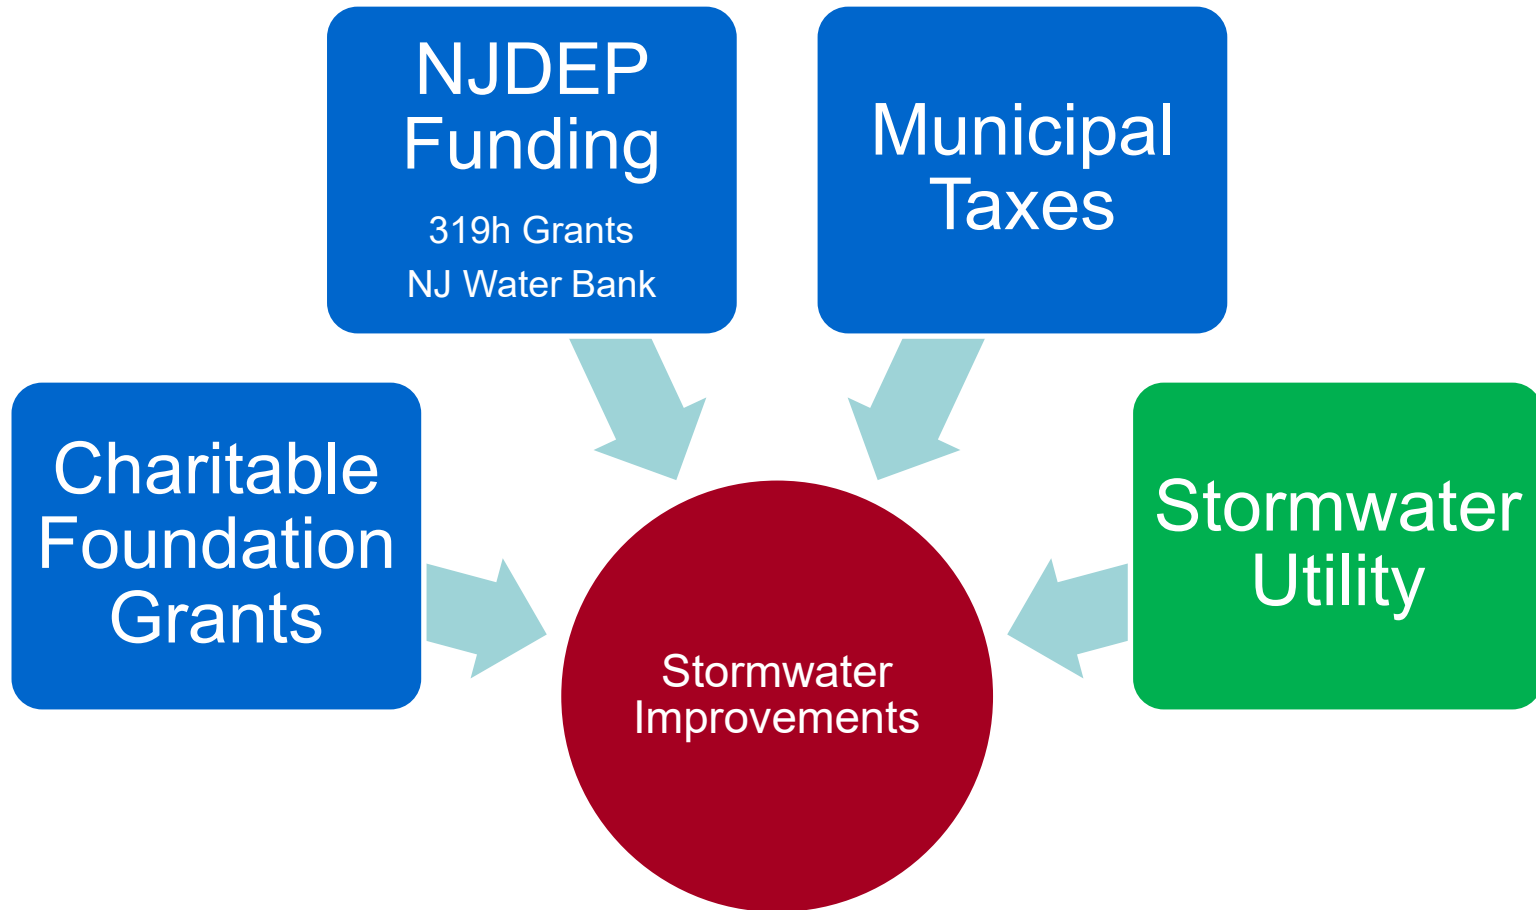 NJDEP
Funding
319h Grants
NJ Water Bank
Municipal
Taxes
Charitable
Foundation
Grants
Stormwater
Utility
Stormwater
Improvements